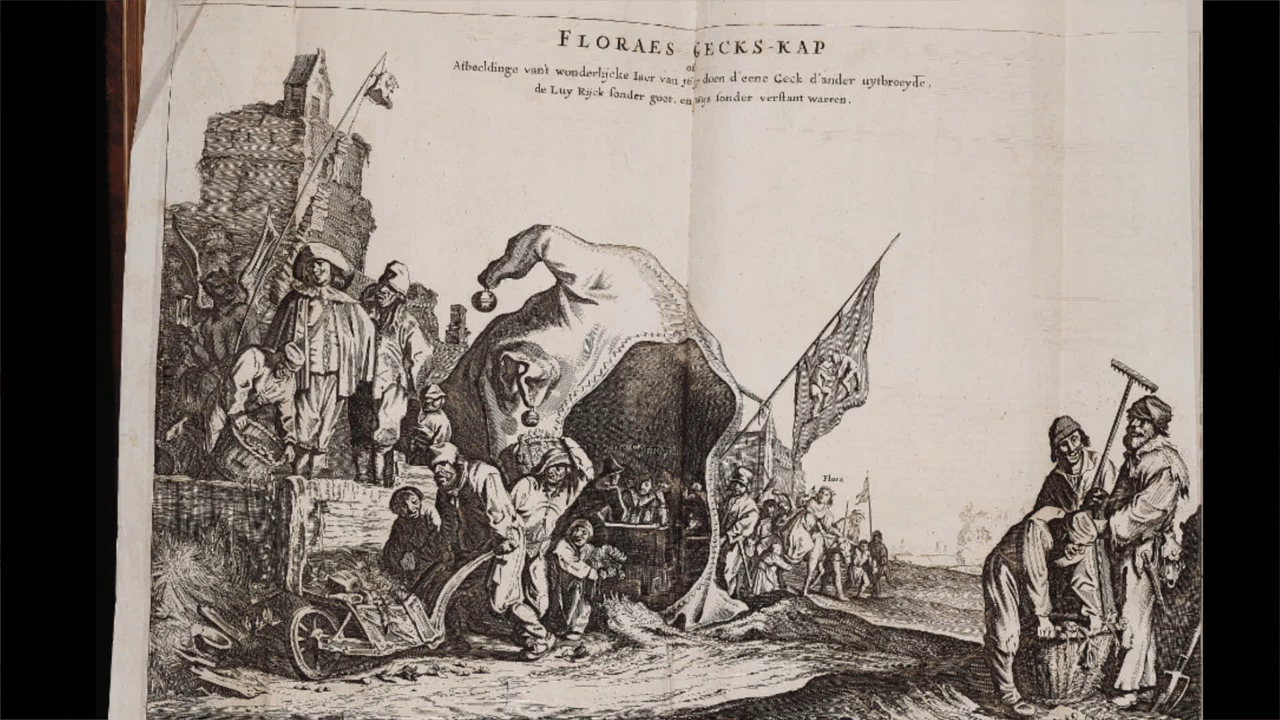 FLORAES GECKS-KAP
of
Afbeeldinge van't wonderlijcke Iaer van doen d'eene Geck d'ander uytbroeyde,
de Luy Rijck sonder goet, en wys sonder verstant waeren.
Flora